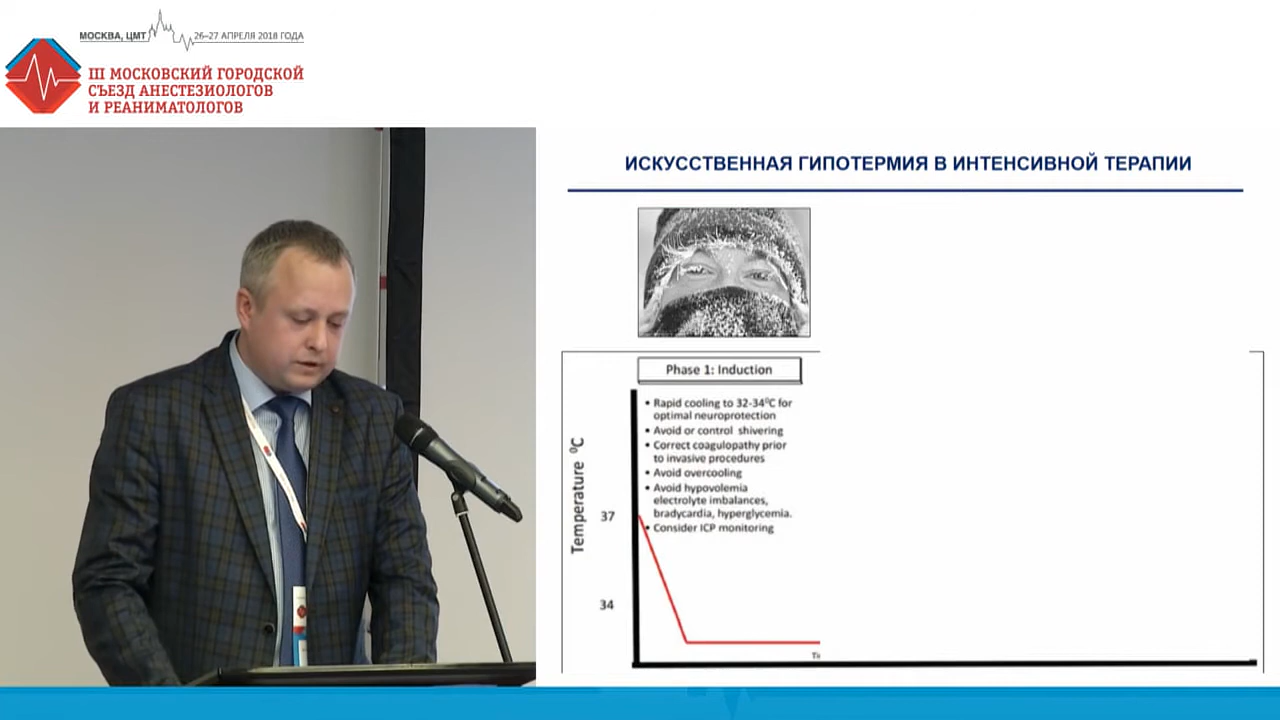 МОСКВА, ЦМТ 26–27 АПРЕЛЯ 2018 ГОДА
III МОСКОВСКИЙ ГОРОДСКОЙ
СЪЕЗД АНЕСТЕЗИОЛОГОВ
И РЕАНИМАТОЛОГОВ
ИСКУССТВЕННАЯ ГИПОТЕРМИЯ В ИНТЕНСИВНОЙ ТЕРАПИИ
Phase 1: Induction
• Rapid cooling to 32-34⁰C for
optimal neuroprotection
• Avoid or control shivering
• Correct coagulopathy prior
to invasive procedures
• Avoid overcooling
• Avoid hypovolemia
electrolyte imbalances,
bradycardia, hyperglycemia.
• Consider ICP monitoring
Temperature ⁰C
37
34